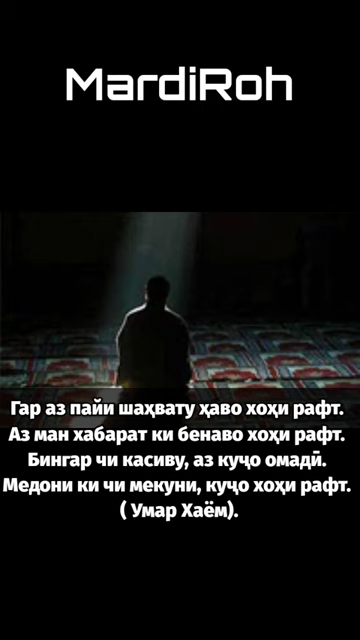 MardiRoh
Гар аз пайи шаҳвату ҳаво хоҳи рафт.
Аз ман хабарат ки бенаво хоҳи рафт.
Бингар чи касиву, аз куҷо омадӣ.
Медони ки чи мекуни, куҷо хоҳи рафт.
( Умар Хаём).